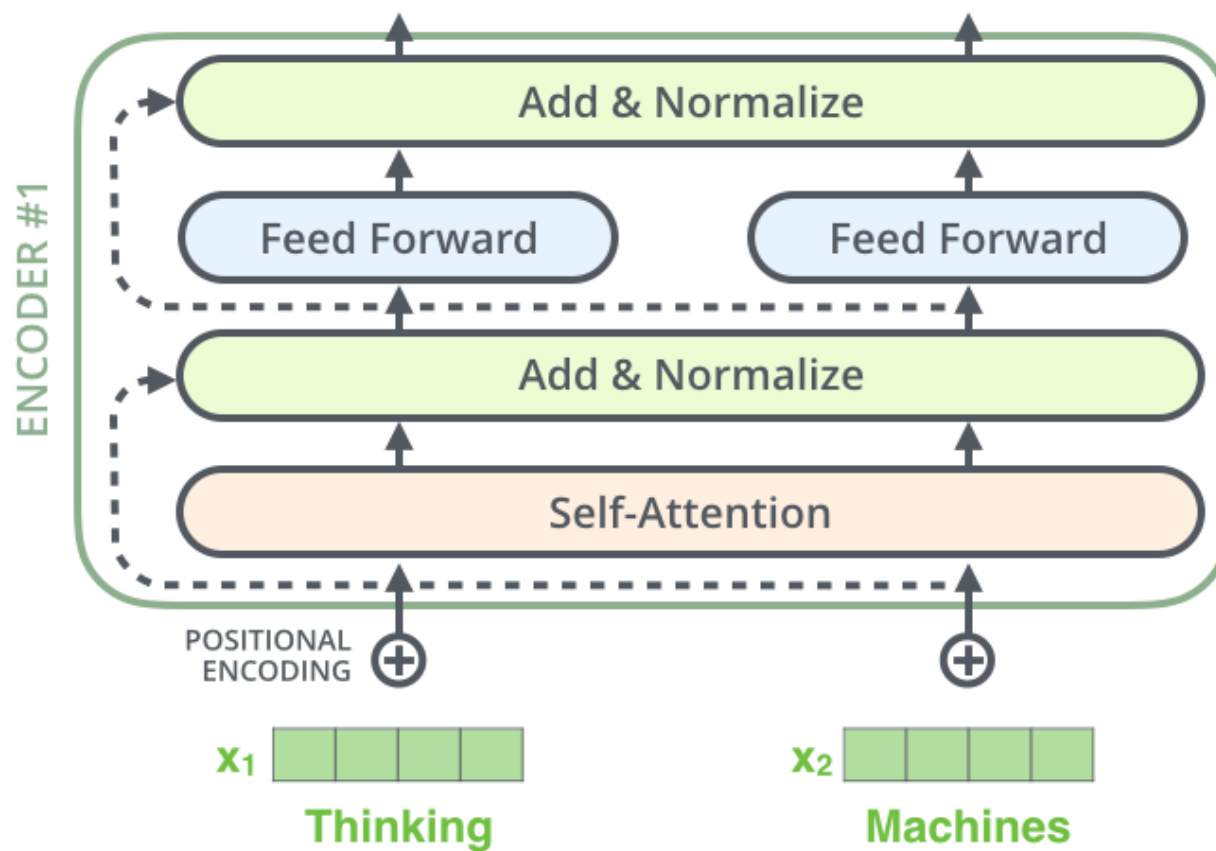 ENCODER #1
Add & Normalize
Feed Forward
Feed Forward
Add & Normalize
Self-Attention
POSITIONAL
ENCODING
x₁
x₂
Thinking
Machines